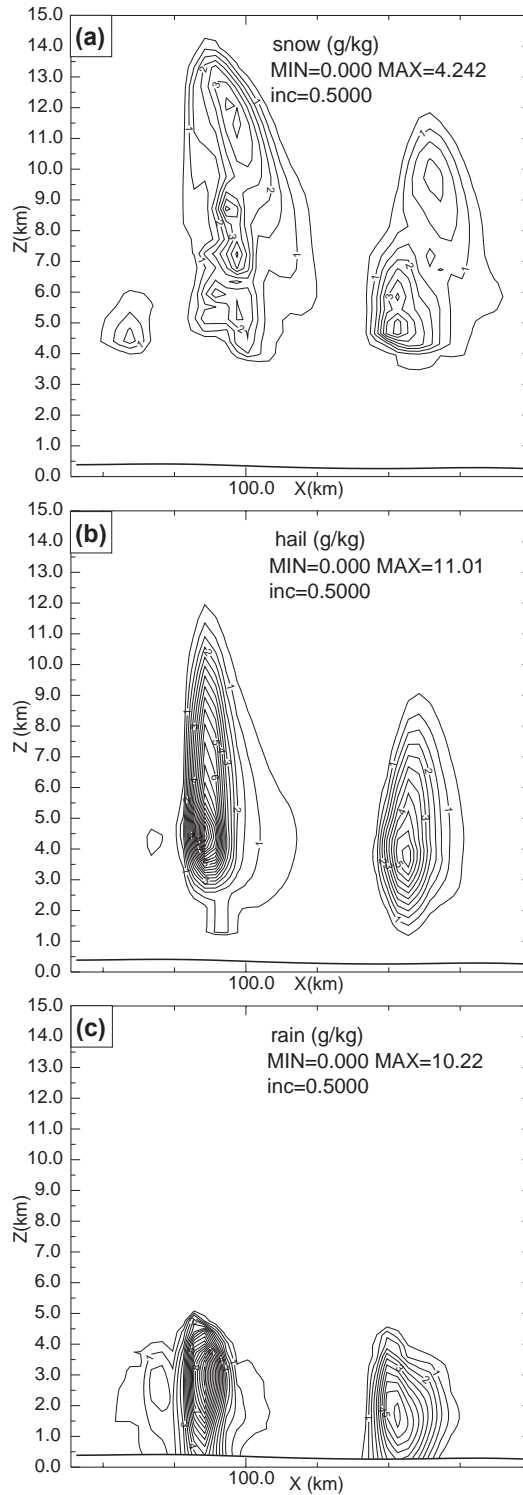 (a)
snow (g/kg)
MIN=0.000 MAX=4.242
inc=0.5000
15.0
14.0
13.0
12.0
11.0
10.0
9.0
8.0
7.0
6.0
5.0
4.0
3.0
2.0
1.0
0.0
Z(km)
100.0
X(km)
(b)
hail (g/kg)
MIN=0.000 MAX=11.01
inc=0.5000
15.0
14.0
13.0
12.0
11.0
10.0
9.0
8.0
7.0
6.0
5.0
4.0
3.0
2.0
1.0
0.0
Z (km)
100.0
X(km)
(c)
rain (g/kg)
MIN=0.000 MAX=10.22
inc=0.5000
15.0
14.0
13.0
12.0
11.0
10.0
9.0
8.0
7.0
6.0
5.0
4.0
3.0
2.0
1.0
0.0
Z(km)
100.0
X (km)